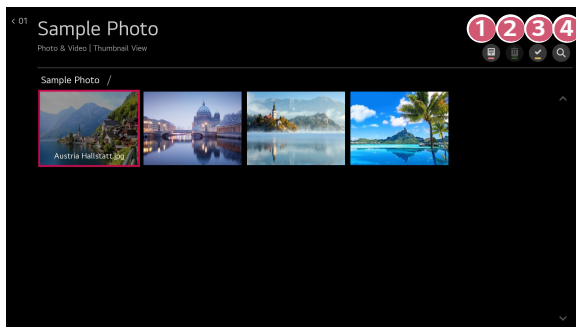 < 01
Sample Photo
Photo & Video | Thumbnail View
1 2 3 4
Sample Photo /
Austria Hallstatt.jpg